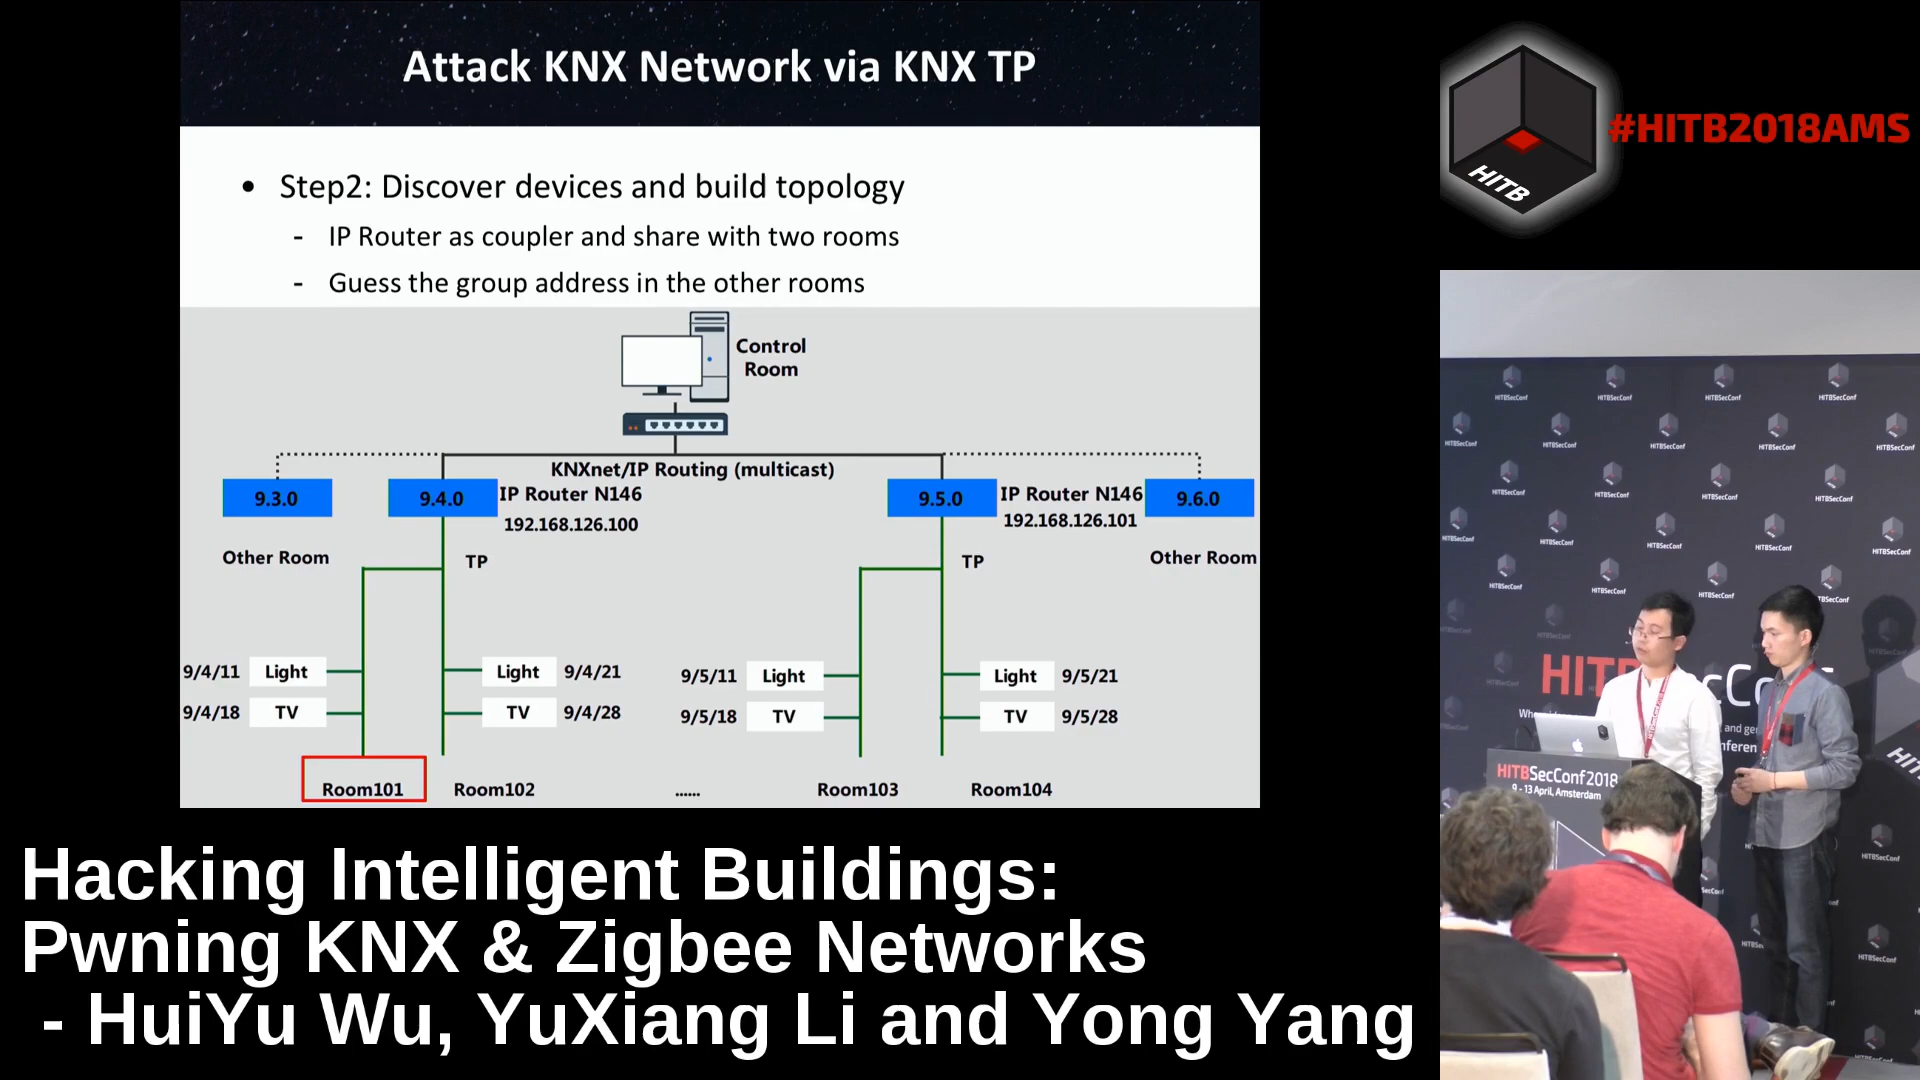 Attack KNX Network via KNX TP
• Step2: Discover devices and build topology
- IP Router as coupler and share with two rooms
- Guess the group address in the other rooms
Control
Room
KNXnet/IP Routing (multicast)
9.3.0
9.4.0
IP Router N146
192.168.126.100
9.5.0
IP Router N146
192.168.126.101
9.6.0
Other Room
TP
TP
Other Room
9/4/11 Light
Light 9/4/21
9/5/11 Light
Light 9/5/21
9/4/18 TV
TV 9/4/28
9/5/18 TV
TV 9/5/28
Room101
Room102
......
Room103
Room104
HITB
#HITB2018AMS
HITBSecConf
HITBSecConf2018
9 - 13 April, Amsterdam
Hacking Intelligent Buildings:
Pwning KNX & Zigbee Networks
- HuiYu Wu, YuXiang Li and Yong Yang